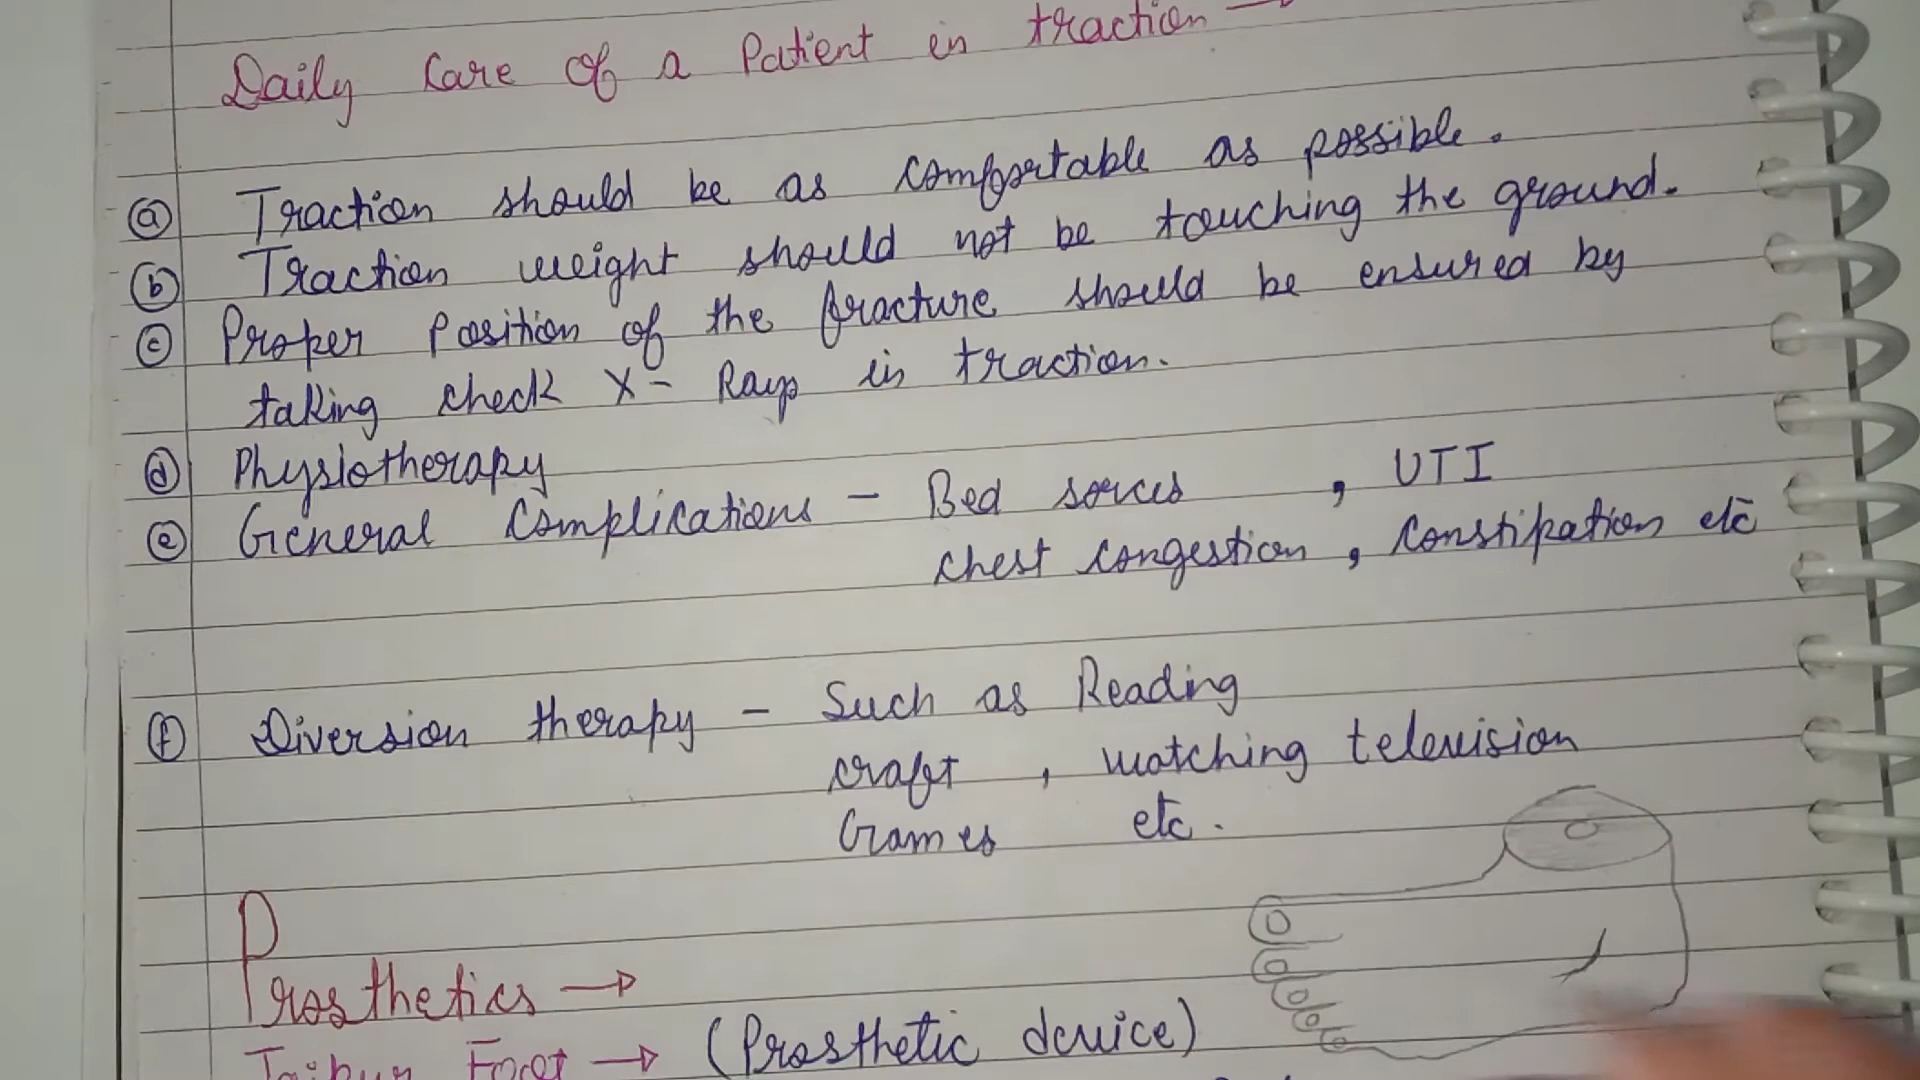 Daily Care of a Patient in traction →
(a) Traction should be as comfortable as possible.
(b) Traction weight should not be touching the ground.
(c) Proper Position of the fracture should be ensured by
taking check X-Rays in traction.
(d) Physiotherapy
(e) General Complications - Bed sores , UTI
chest congestion , constipation etc
(f) Diversion therapy - Such as Reading
craft , watching television
Games etc.
Prosthetics →
Jaipur Foot → (Prosthetic device)